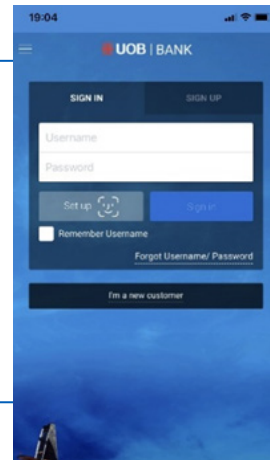 19:04
UOB | BANK
SIGN IN SIGN UP
Username
Password
Set up Sign in
Remember Username
Forgot Username/ Password
I'm a new customer